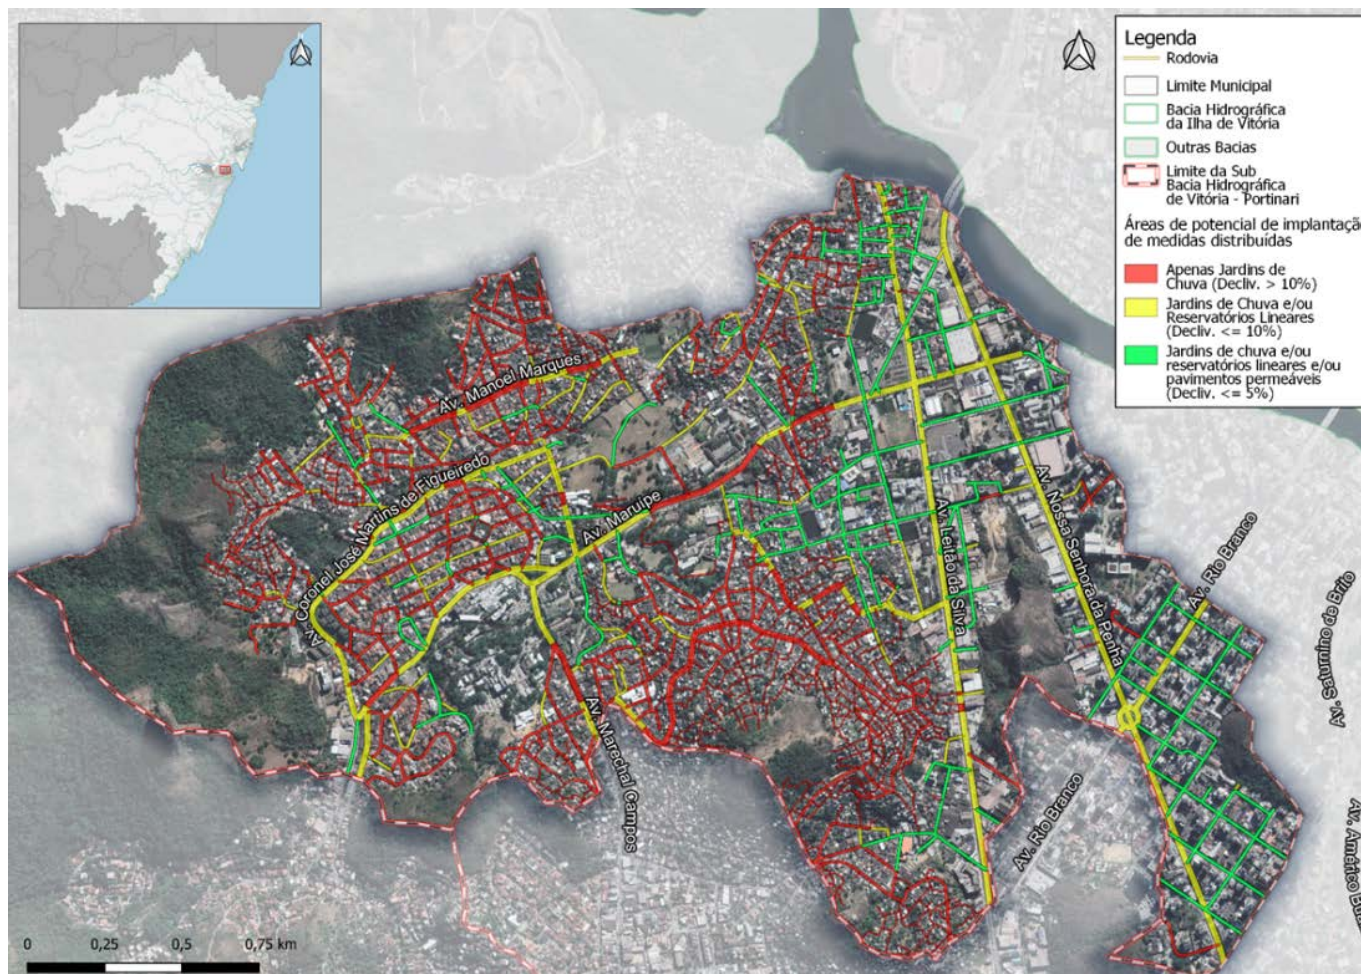 Legenda
Rodovia
Limite Municipal
Bacia Hidrográfica
da Ilha de Vitória
Outras Bacias
Limite da Sub
Bacia Hidrográfica
de Vitória - Portinari
Áreas de potencial de implantação
de medidas distribuídas
Apenas Jardins de
Chuva (Decliv. > 10%)
Jardins de Chuva e/ou
Reservatórios Lineares
(Decliv. <= 10%)
Jardins de chuva e/ou
reservatórios lineares e/ou
pavimentos permeáveis
(Decliv. <= 5%)
Av. Manoel Marques
Av. Coronel José Martins de Figueiredo
Av. Maruipe
Av. Leitão da Silva
Av. Nossa Senhora da Penha
Av. Rio Branco
Av. Saturnino de Brito
Av. Marechal Campos
Av. Rio Branco
Av. Américo
0 0,25 0,5 0,75 km